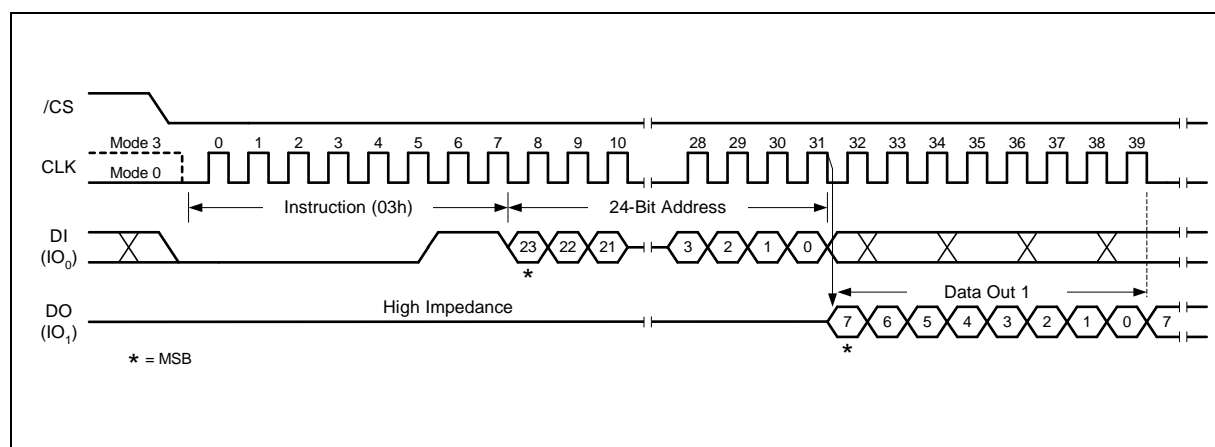 /CS
Mode 3 0 1 2 3 4 5 6 7 8 9 10 28 29 30 31 32 33 34 35 36 37 38 39
CLK
Mode 0
Instruction (03h) 24-Bit Address
DI
(IO₀)
23 22 21 3 2 1 0
*
High Impedance Data Out 1
DO
(IO₁)
7 6 5 4 3 2 1 0 7
*
* = MSB